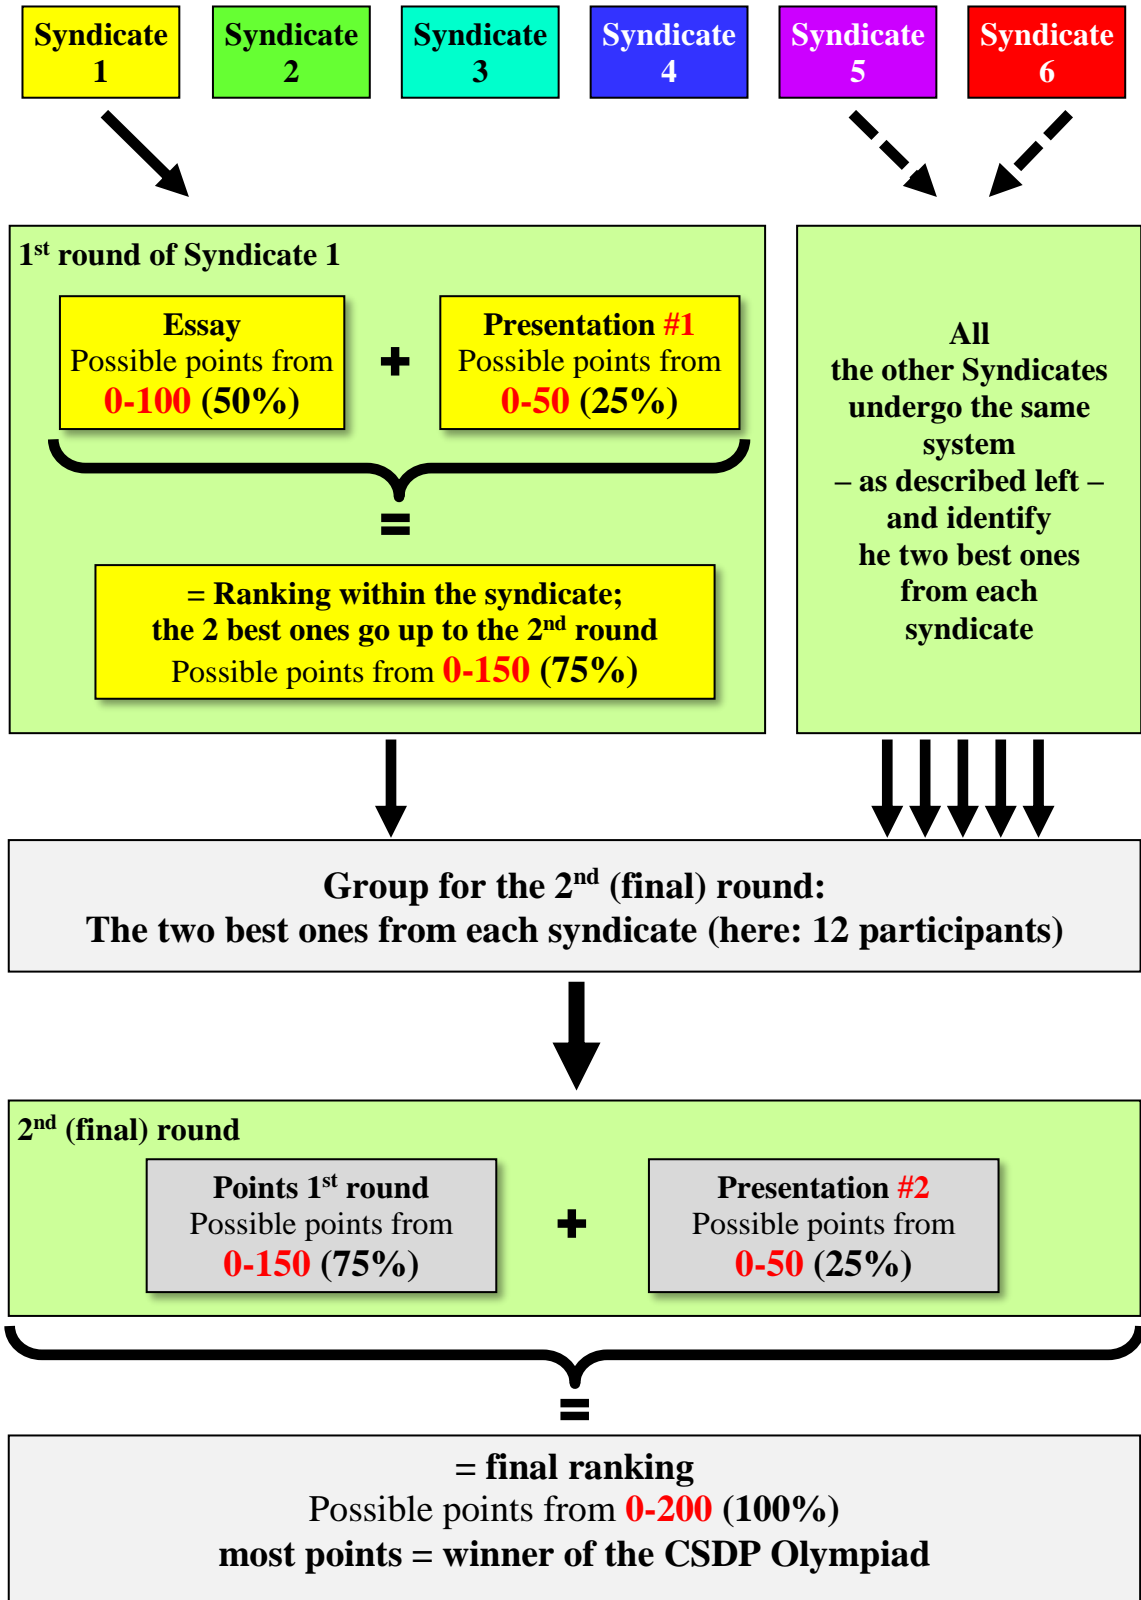 Syndicate
1
Syndicate
2
Syndicate
3
Syndicate
4
Syndicate
5
Syndicate
6
1st round of Syndicate 1
Essay
Possible points from
0-100 (50%)
+
Presentation #1
Possible points from
0-50 (25%)
=
= Ranking within the syndicate;
the 2 best ones go up to the 2nd round
Possible points from 0-150 (75%)
All
the other Syndicates
undergo the same
system
– as described left –
and identify
he two best ones
from each
syndicate
Group for the 2nd (final) round:
The two best ones from each syndicate (here: 12 participants)
2nd (final) round
Points 1st round
Possible points from
0-150 (75%)
+
Presentation #2
Possible points from
0-50 (25%)
=
= final ranking
Possible points from 0-200 (100%)
most points = winner of the CSDP Olympiad